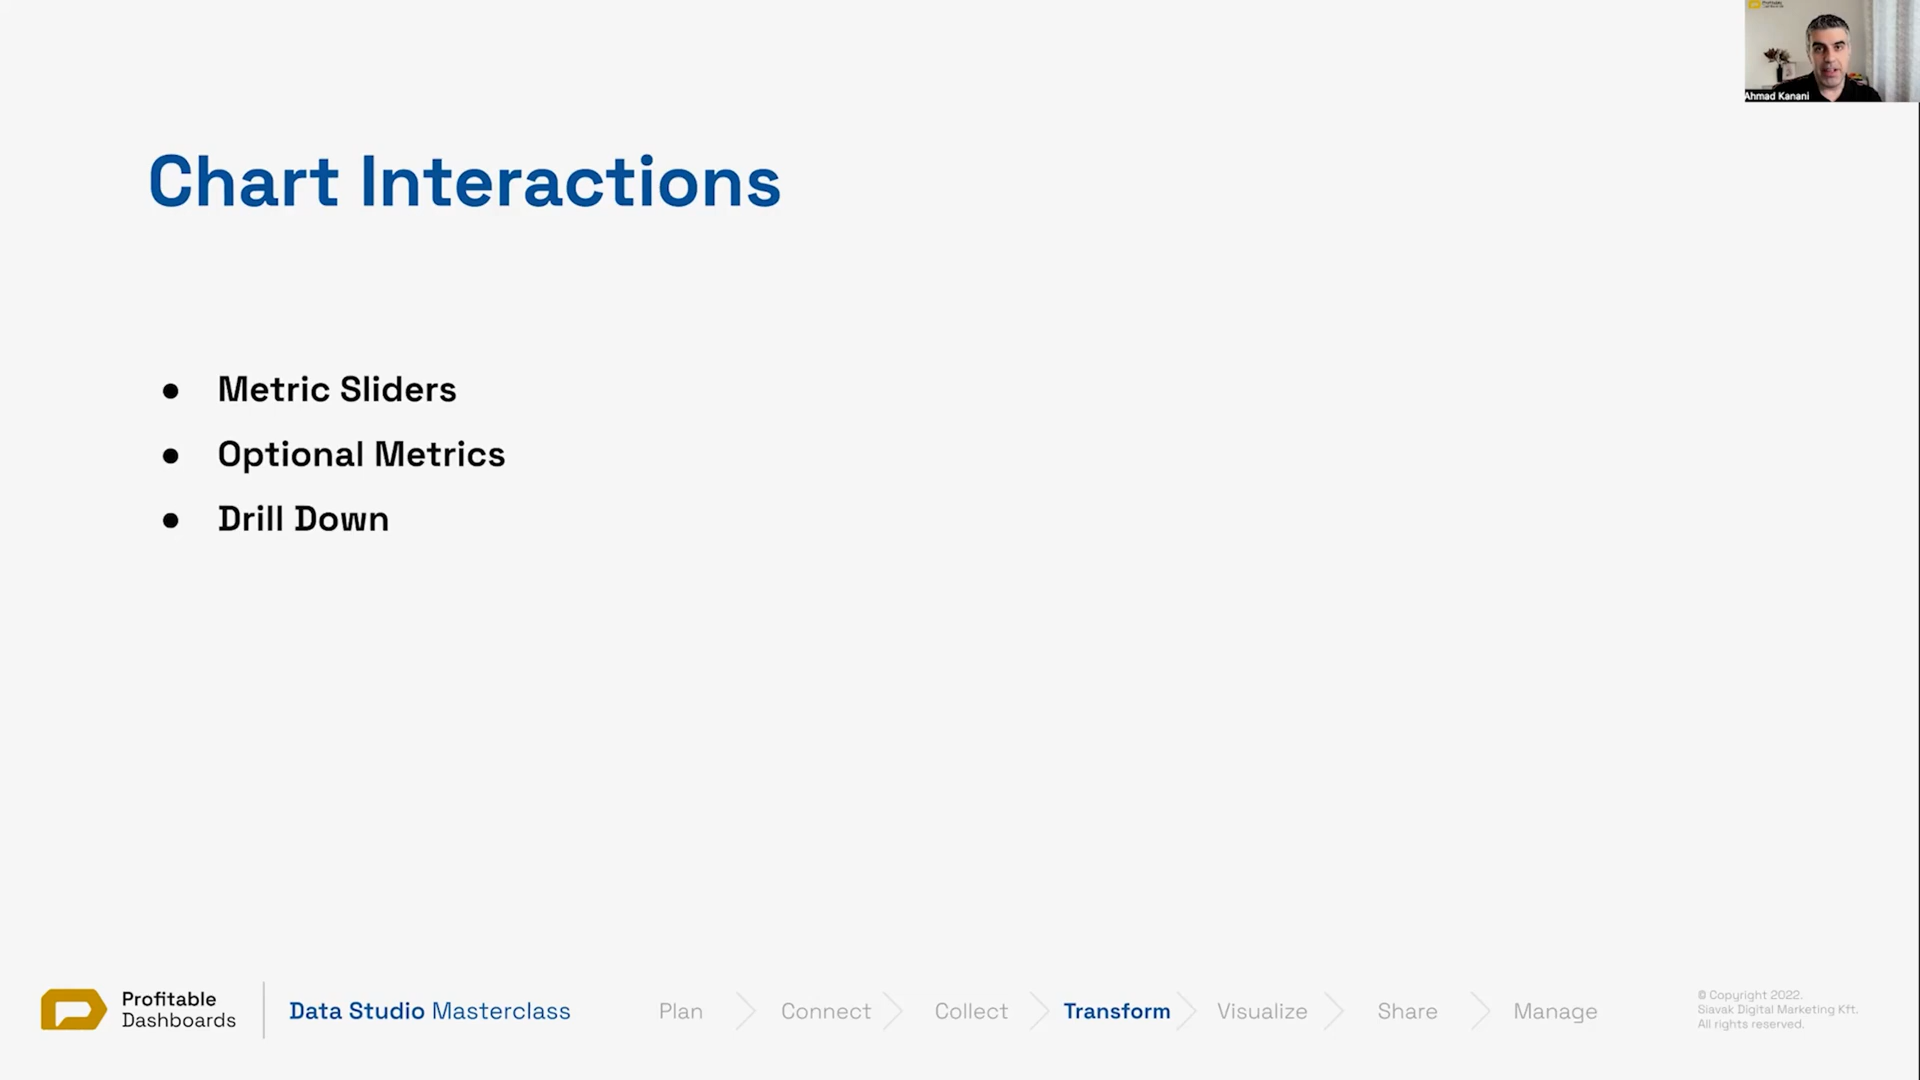 Profitable
Ahmad Kanani
Chart Interactions
● Metric Sliders
● Optional Metrics
● Drill Down
Profitable
Dashboards
Data Studio Masterclass
Plan
Connect
Collect
Transform
Visualize
Share
Manage
© Copyright 2022.
Siavak Digital Marketing Kft.
All rights reserved.